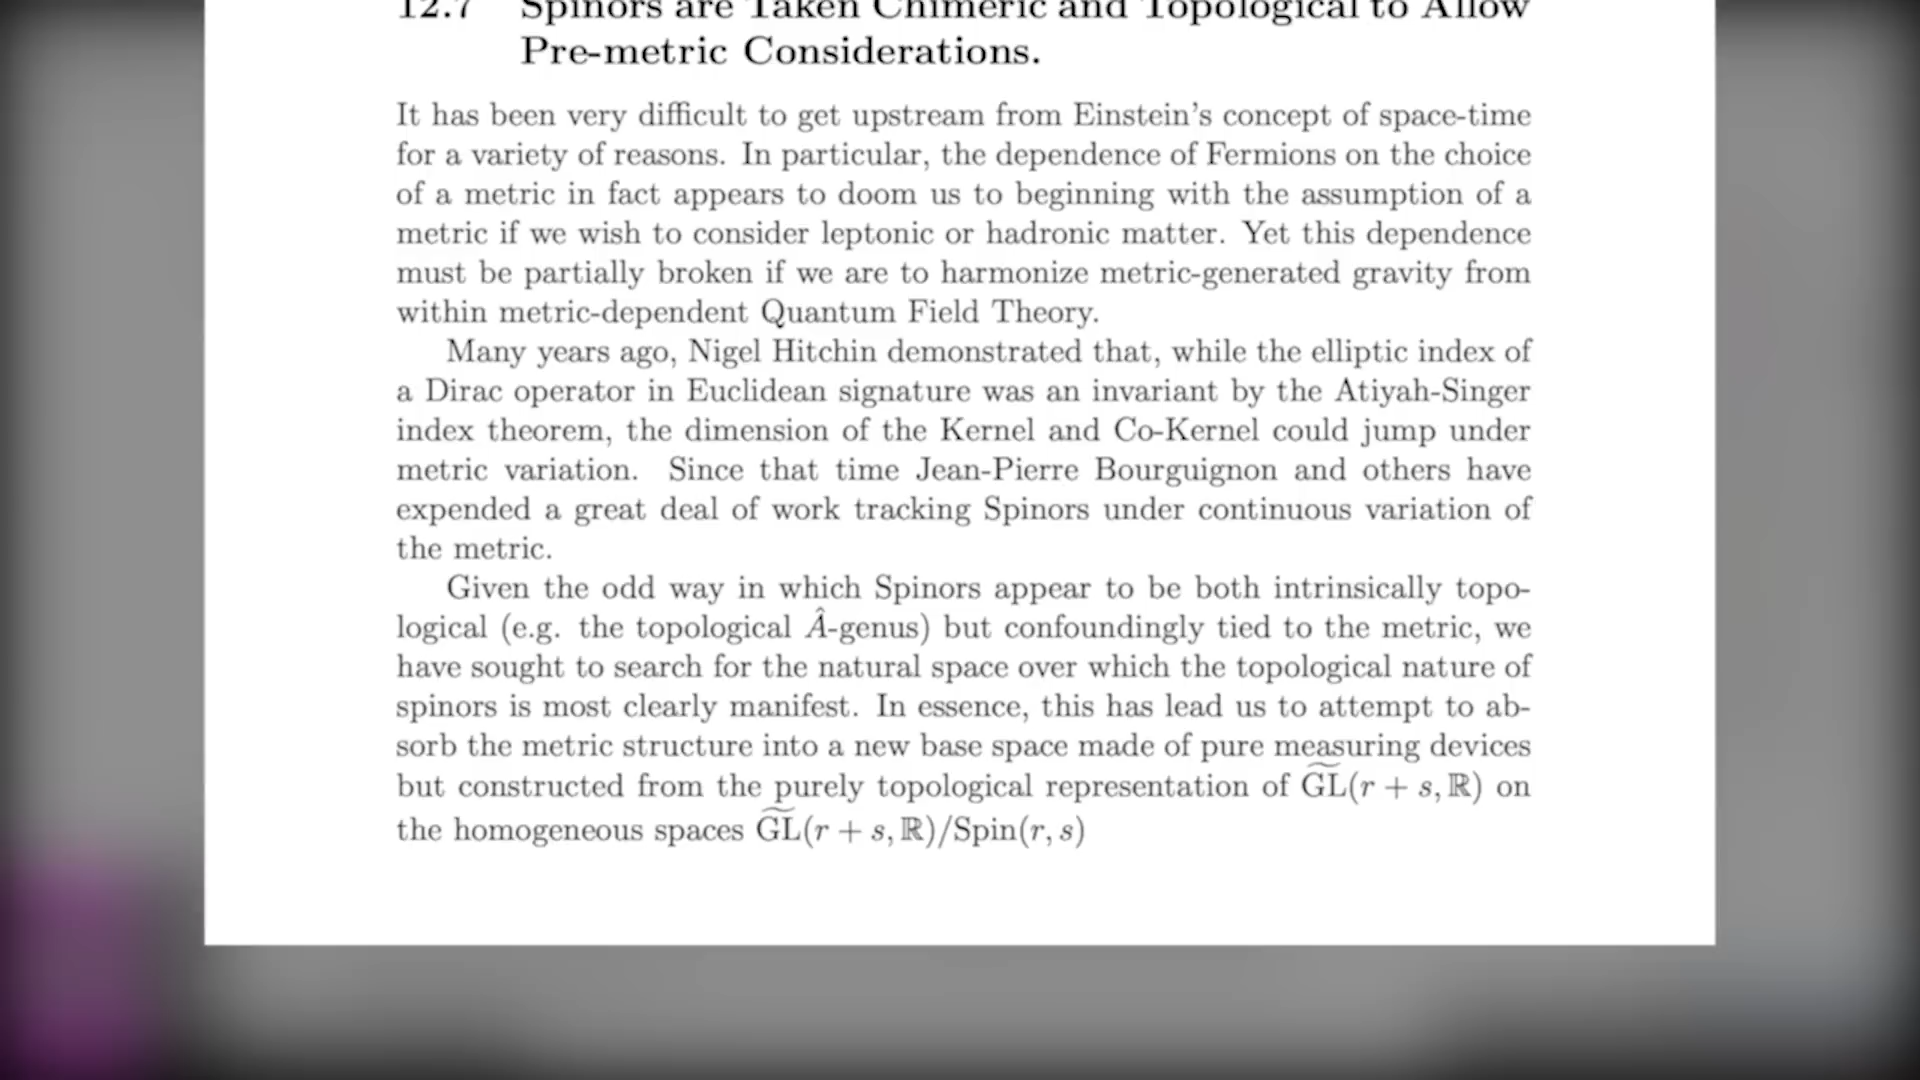 12.7 Spinors are Taken Chimeric and Topological to Allow
Pre-metric Considerations.
It has been very difficult to get upstream from Einstein's concept of space-time
for a variety of reasons. In particular, the dependence of Fermions on the choice
of a metric in fact appears to doom us to beginning with the assumption of a
metric if we wish to consider leptonic or hadronic matter. Yet this dependence
must be partially broken if we are to harmonize metric-generated gravity from
within metric-dependent Quantum Field Theory.
Many years ago, Nigel Hitchin demonstrated that, while the elliptic index of
a Dirac operator in Euclidean signature was an invariant by the Atiyah-Singer
index theorem, the dimension of the Kernel and Co-Kernel could jump under
metric variation. Since that time Jean-Pierre Bourguignon and others have
expended a great deal of work tracking Spinors under continuous variation of
the metric.
Given the odd way in which Spinors appear to be both intrinsically topo-
logical (e.g. the topological Â-genus) but confoundingly tied to the metric, we
have sought to search for the natural space over which the topological nature of
spinors is most clearly manifest. In essence, this has lead us to attempt to ab-
sorb the metric structure into a new base space made of pure measuring devices
but constructed from the purely topological representation of G͠L(r + s, ℝ) on
the homogeneous spaces G͠L(r + s, ℝ)/Spin(r, s)